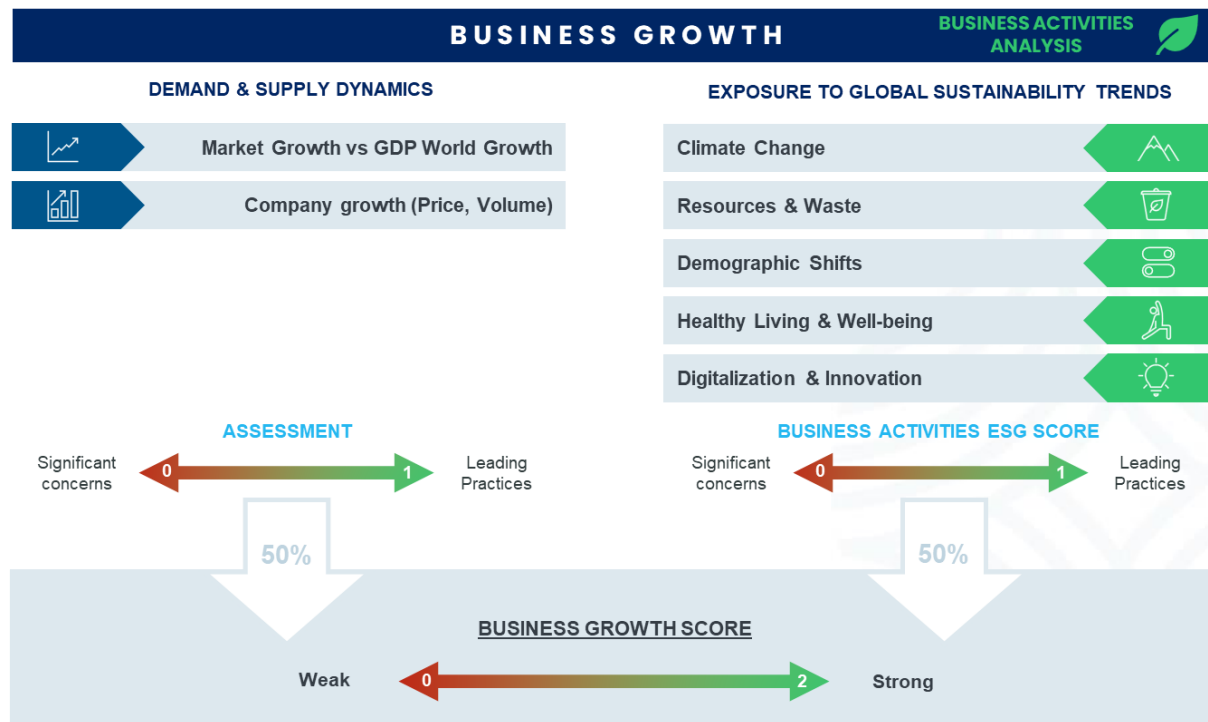 BUSINESS GROWTH
BUSINESS ACTIVITIES
ANALYSIS
DEMAND & SUPPLY DYNAMICS
Market Growth vs GDP World Growth
Company growth (Price, Volume)
EXPOSURE TO GLOBAL SUSTAINABILITY TRENDS
Climate Change
Resources & Waste
Demographic Shifts
Healthy Living & Well-being
Digitalization & Innovation
ASSESSMENT
Significant
concerns
0
1
Leading
Practices
50%
BUSINESS ACTIVITIES ESG SCORE
Significant
concerns
0
1
Leading
Practices
50%
BUSINESS GROWTH SCORE
Weak
0
2
Strong